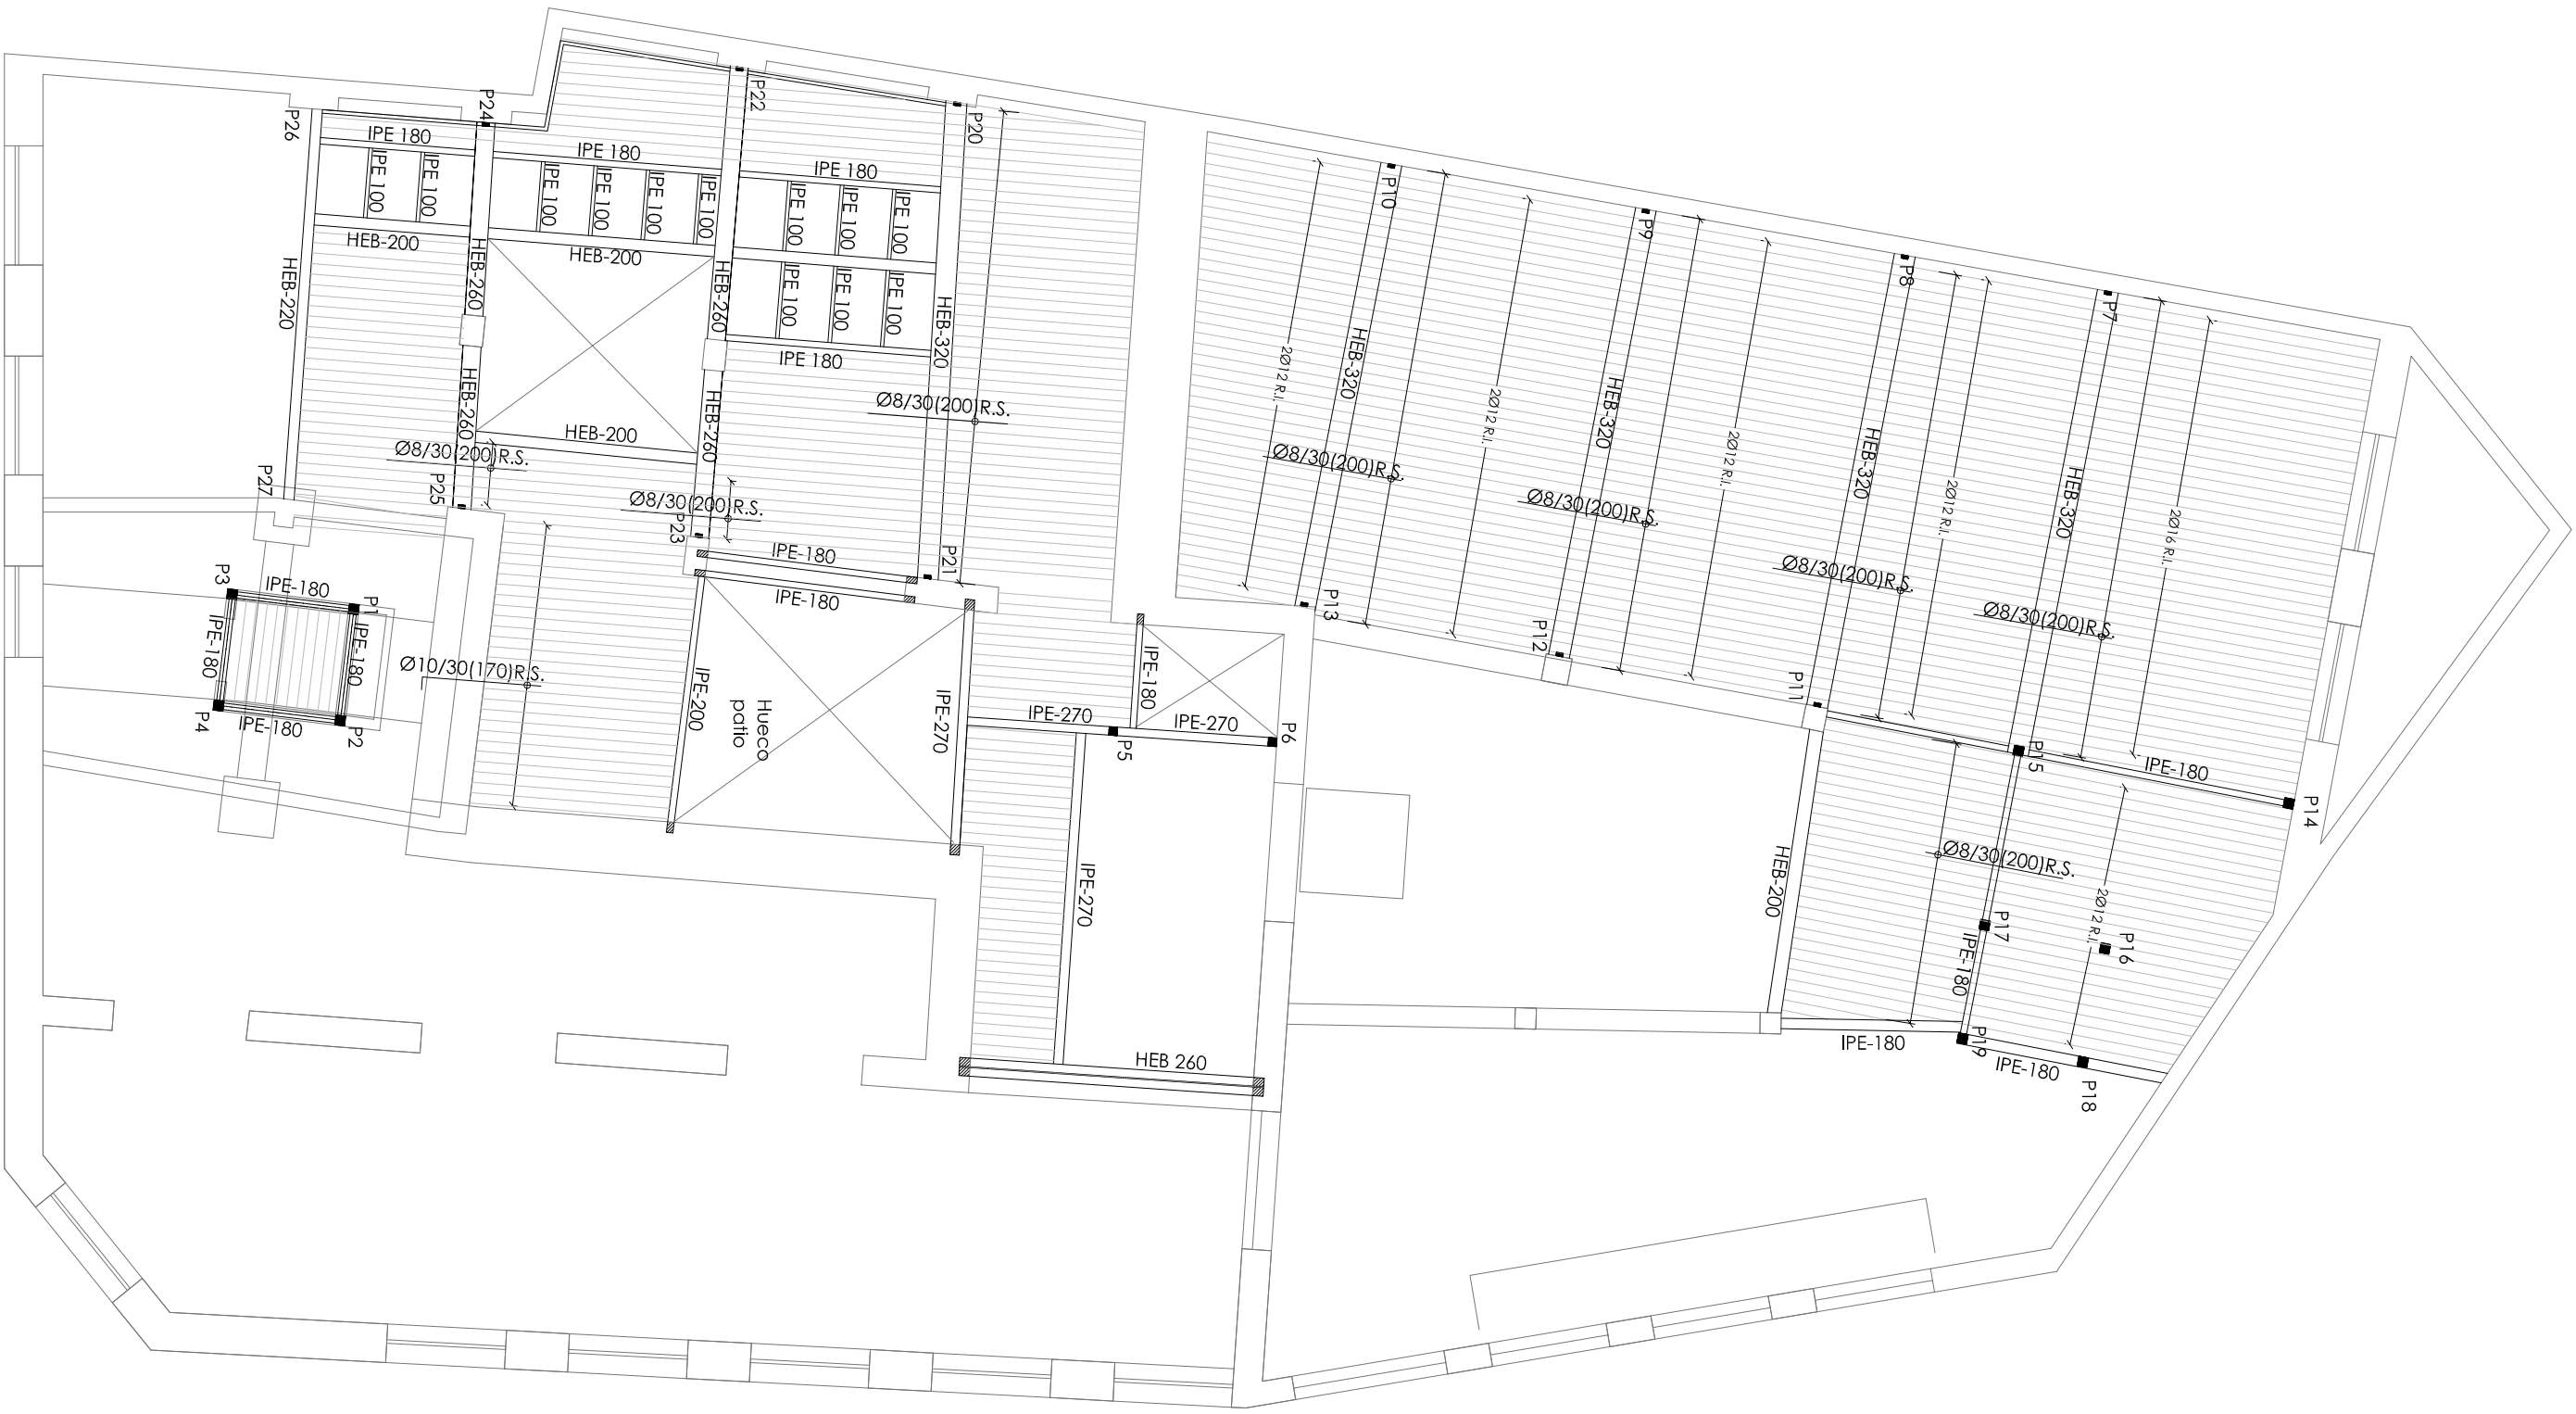 P22
P24
P26
P20
IPE 180
IPE 180
IPE 180
IPE 100
IPE 100
IPE 100
IPE 100
IPE 100
IPE 100
IPE 100
IPE 100
IPE 100
HEB-200
HEB-200
IPE 100
IPE 100
IPE 100
IPE 180
HEB-220
HEB-260
HEB-260
HEB-320
HEB-260
HEB-260
HEB-200
Ø8/30(200)R.S.
Ø8/30(200)R.S.
Ø8/30(200)R.S.
P27
P25
P23
P21
IPE-180
IPE-180
P3
P1
IPE-180
IPE-180
IPE-180
IPE-180
P4
P2
Ø10/30(170)R.S.
IPE-200
Hueco
patio
IPE-270
IPE-270
IPE-180
IPE-270
P5
P6
IPE-270
HEB 260
P10
P9
P8
P7
HEB-320
HEB-320
HEB-320
HEB-320
2Ø12 R.I.
2Ø12 R.I.
2Ø12 R.I.
2Ø12 R.I.
2Ø16 R.I.
Ø8/30(200)R.S.
Ø8/30(200)R.S.
Ø8/30(200)R.S.
Ø8/30(200)R.S.
P13
P12
P11
P15
IPE-180
P14
HEB-200
Ø8/30(200)R.S.
2Ø12 R.I.
P17
P16
IPE-180
IPE-180
P19
IPE-180
P18